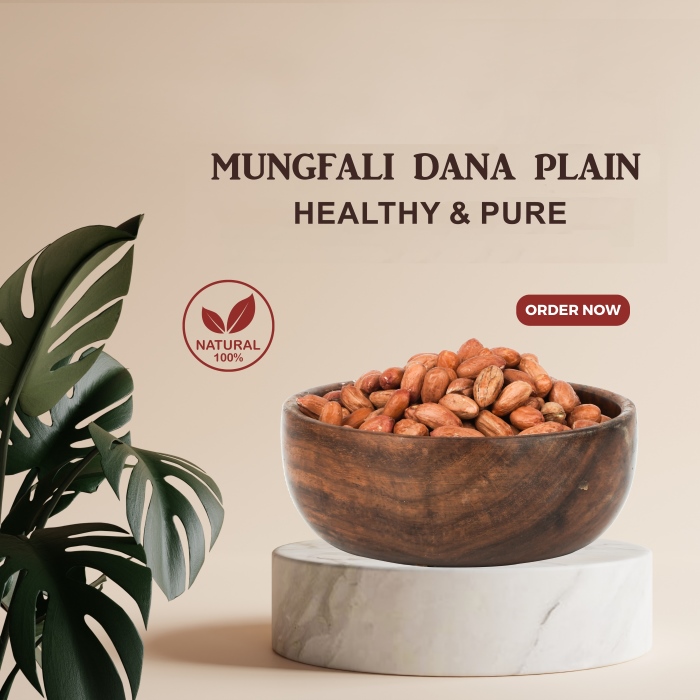 MUNGFALI DANA PLAIN
HEALTHY & PURE
NATURAL
100%
ORDER NOW